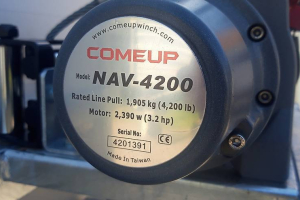 www.comeupwinch.com
COMEUP
Model NAV-4200
Rated Line Pull: 1,905 kg (4,200 lb)
Motor: 2,390 w (3.2 hp)
Serial No:
4201391
CE
Made In Taiwan